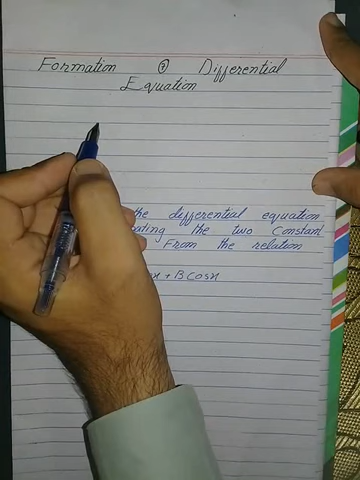 Formation of Differential
Equation
the differential equation
ating the two Constant
From the relation
x + B Cosx